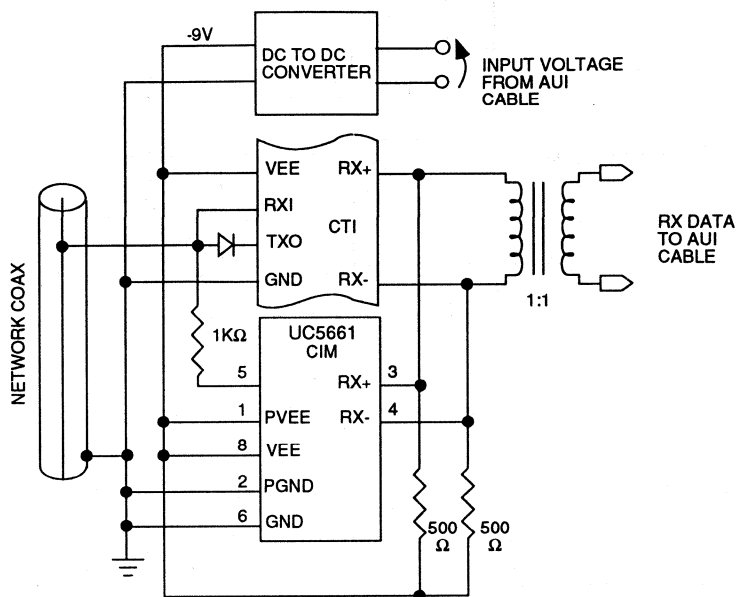 -9V
DC TO DC
CONVERTER
INPUT VOLTAGE
FROM AUI
CABLE
VEE
RX+
RXI
CTI
TXO
GND
RX-
RX DATA
TO AUI
CABLE
1:1
NETWORK COAX
1KΩ
UC5661
CIM
5
RX+
3
1
PVEE
RX-
4
8
VEE
2
PGND
6
GND
500
Ω
500
Ω